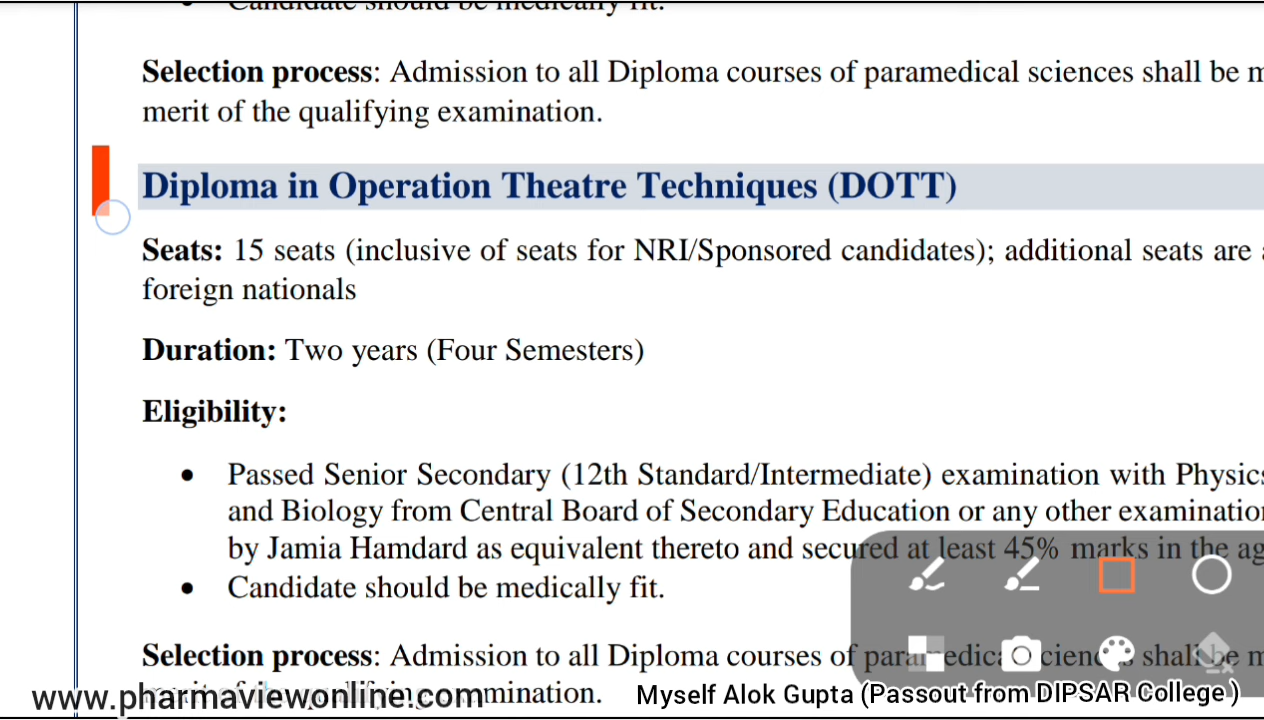 Candidate should be medically fit.
Selection process: Admission to all Diploma courses of paramedical sciences shall be
merit of the qualifying examination.
Diploma in Operation Theatre Techniques (DOTT)
Seats: 15 seats (inclusive of seats for NRI/Sponsored candidates); additional seats are
foreign nationals
Duration: Two years (Four Semesters)
Eligibility:
• Passed Senior Secondary (12th Standard/Intermediate) examination with Physics
and Biology from Central Board of Secondary Education or any other examination
by Jamia Hamdard as equivalent thereto and secured at least 45% marks in the
• Candidate should be medically fit.
Selection process: Admission to all Diploma courses of paramedical sciences shall be
www.pharmaviewonline.com
Myself Alok Gupta (Passout from DIPSAR College )